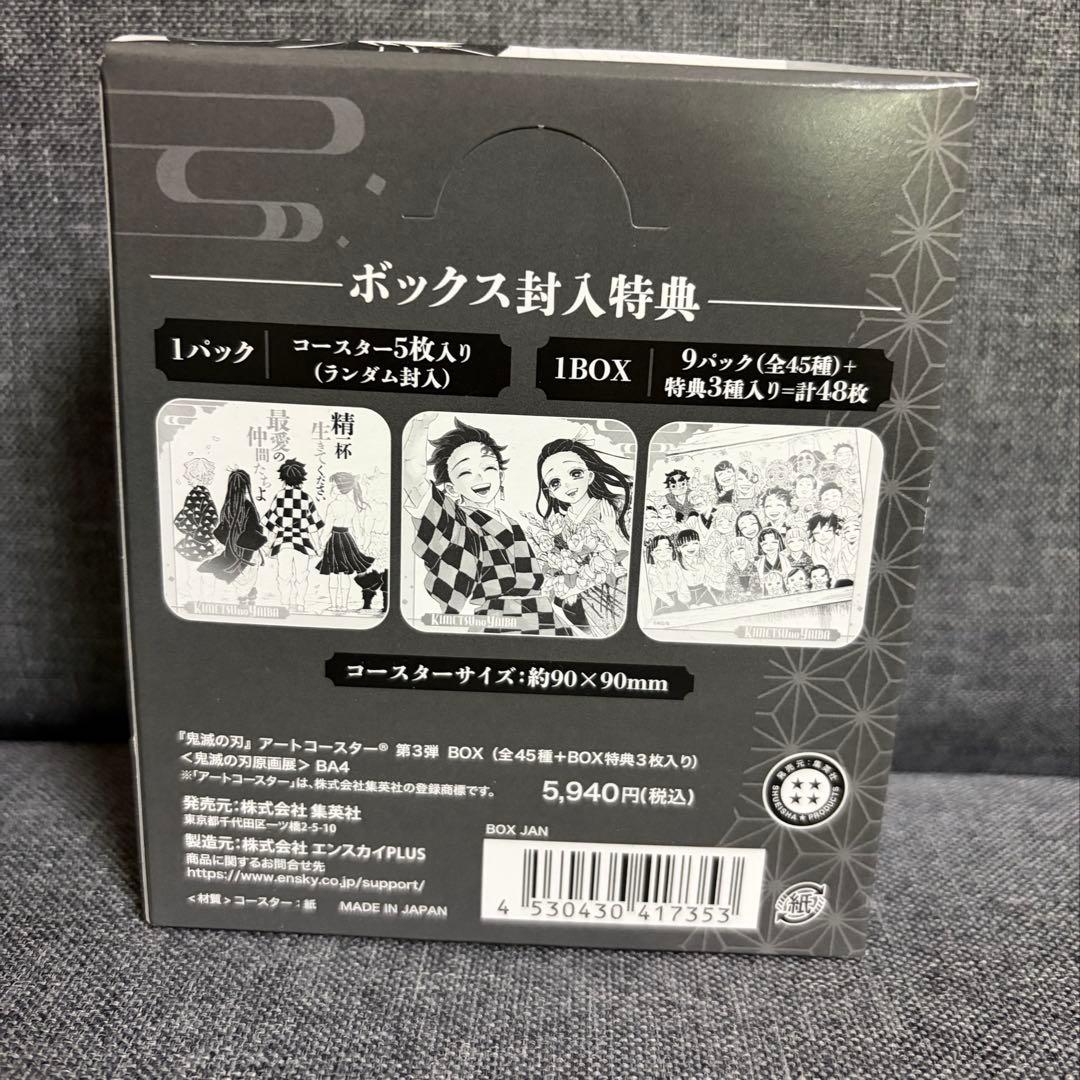 ボックス封入特典
1パック
コースター5枚入り
(ランダム封入)
1BOX
9パック(全45種)+
特典3種入り=計48枚
精一杯
生きてください
最愛の
仲間たちよ
KIMETSU no YAIBA
KIMETSU no YAIBA
KIMETSU no YAIBA
コースターサイズ:約90×90mm
『鬼滅の刃』アートコースター® 第3弾 BOX (全45種+BOX特典3枚入り)
<鬼滅の刃原画展> BA4
※「アートコースター」は、株式会社集英社の登録商標です。
5,940円(税込)
発売元:株式会社 集英社
東京都千代田区一ツ橋2-5-10
製造元:株式会社 エンスカイPLUS
商品に関するお問合せ先
https://www.ensky.co.jp/support/
<材質>コースター:紙 MADE IN JAPAN
BOX JAN
4 530430 417353
発売元:集英社
SHUEISHA★PRODUCTS
紙